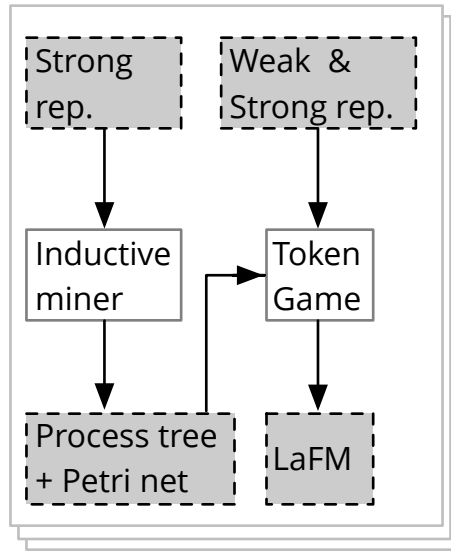 Strong
rep.
Weak & 
Strong rep.
Inductive
miner
Token
Game
Process tree
+ Petri net
LaFM